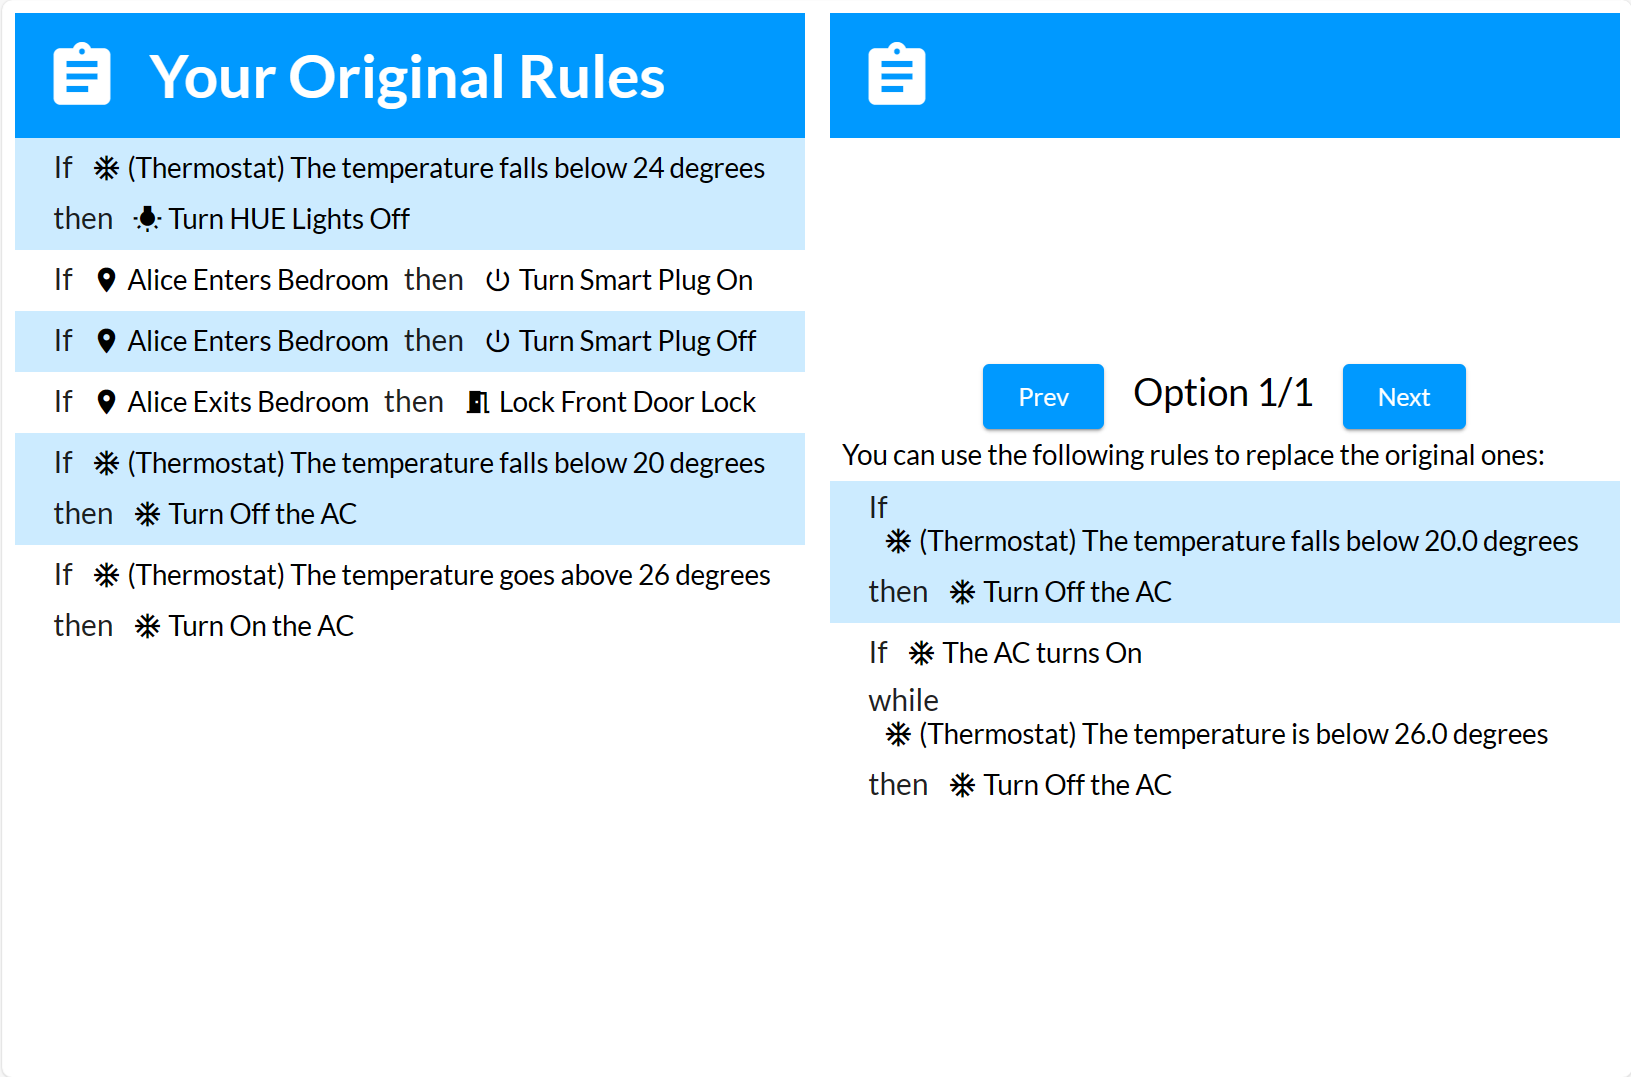 Your Original Rules
If (Thermostat) The temperature falls below 24 degrees
then Turn HUE Lights Off
If Alice Enters Bedroom then Turn Smart Plug On
If Alice Enters Bedroom then Turn Smart Plug Off
If Alice Exits Bedroom then Lock Front Door Lock
If (Thermostat) The temperature falls below 20 degrees
then Turn Off the AC
If (Thermostat) The temperature goes above 26 degrees
then Turn On the AC
Prev Option 1/1 Next
You can use the following rules to replace the original ones:
If
(Thermostat) The temperature falls below 20.0 degrees
then Turn Off the AC
If The AC turns On
while
(Thermostat) The temperature is below 26.0 degrees
then Turn Off the AC